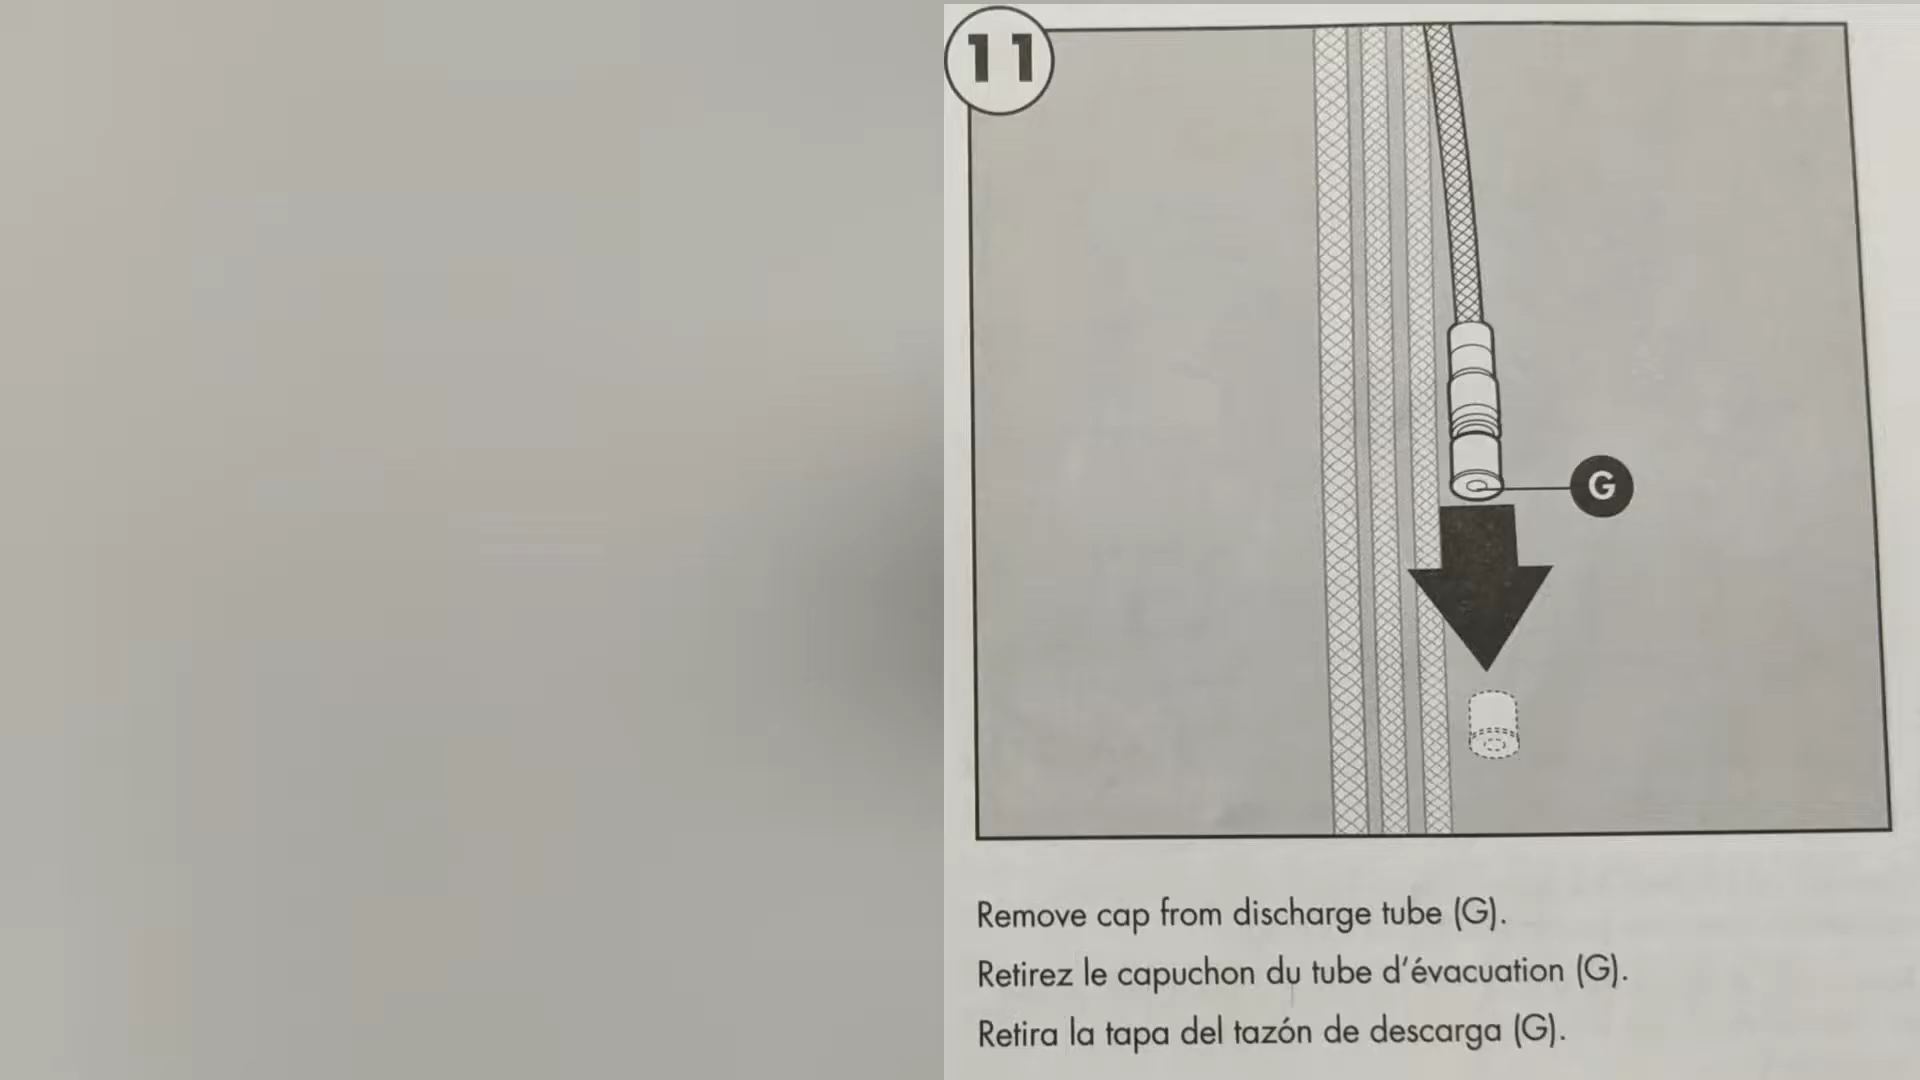 11
G
Remove cap from discharge tube (G).
Retirez le capuchon du tube d'évacuation (G).
Retira la tapa del tazón de descarga (G).